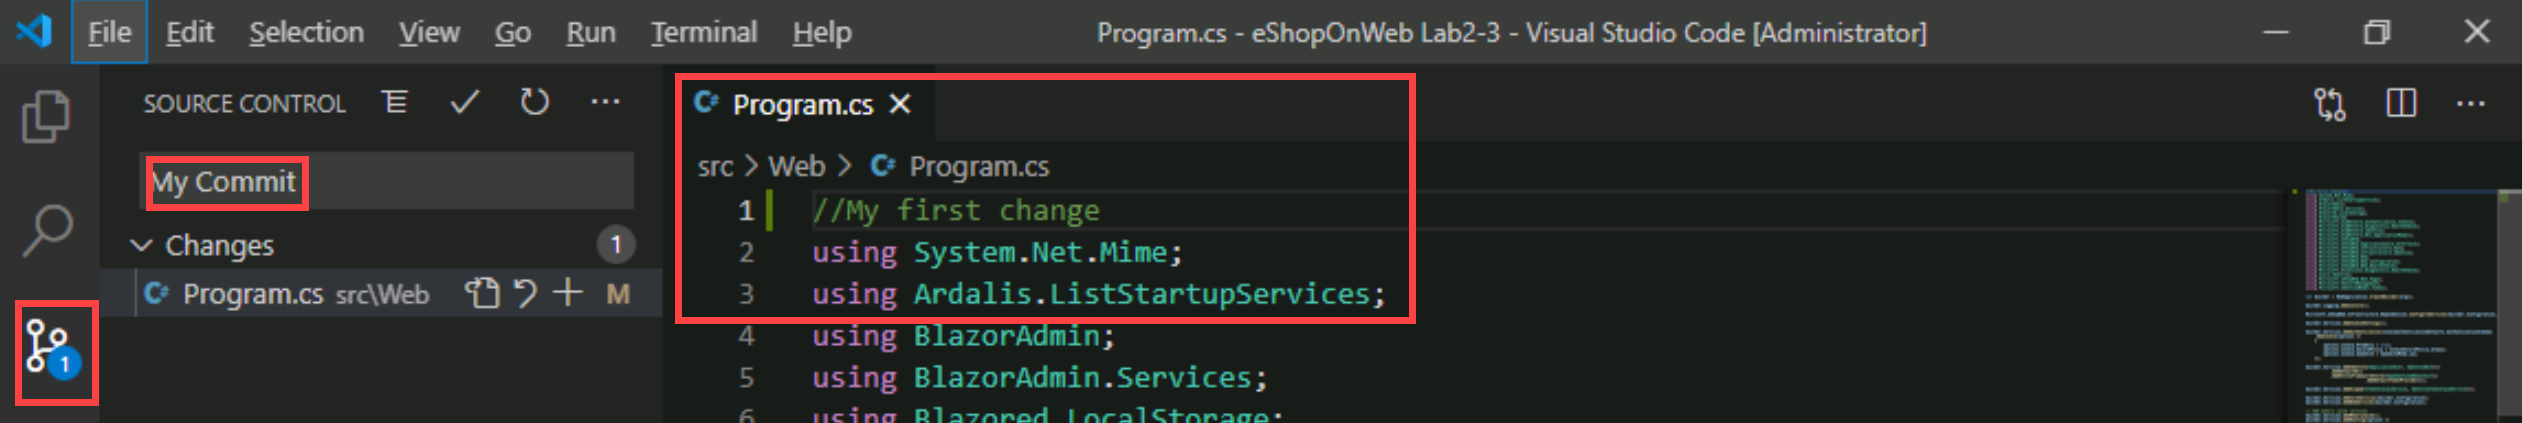 File Edit Selection View Go Run Terminal Help
Program.cs - eShopOnWeb Lab2-3 - Visual Studio Code [Administrator]
SOURCE CONTROL
My Commit
Changes 1
Program.cs src\Web M
1
Program.cs
src > Web > Program.cs
1 //My first change
2 using System.Net.Mime;
3 using Ardalis.ListStartupServices;
4 using BlazorAdmin;
5 using BlazorAdmin.Services;
6 using Blazored.LocalStorage;